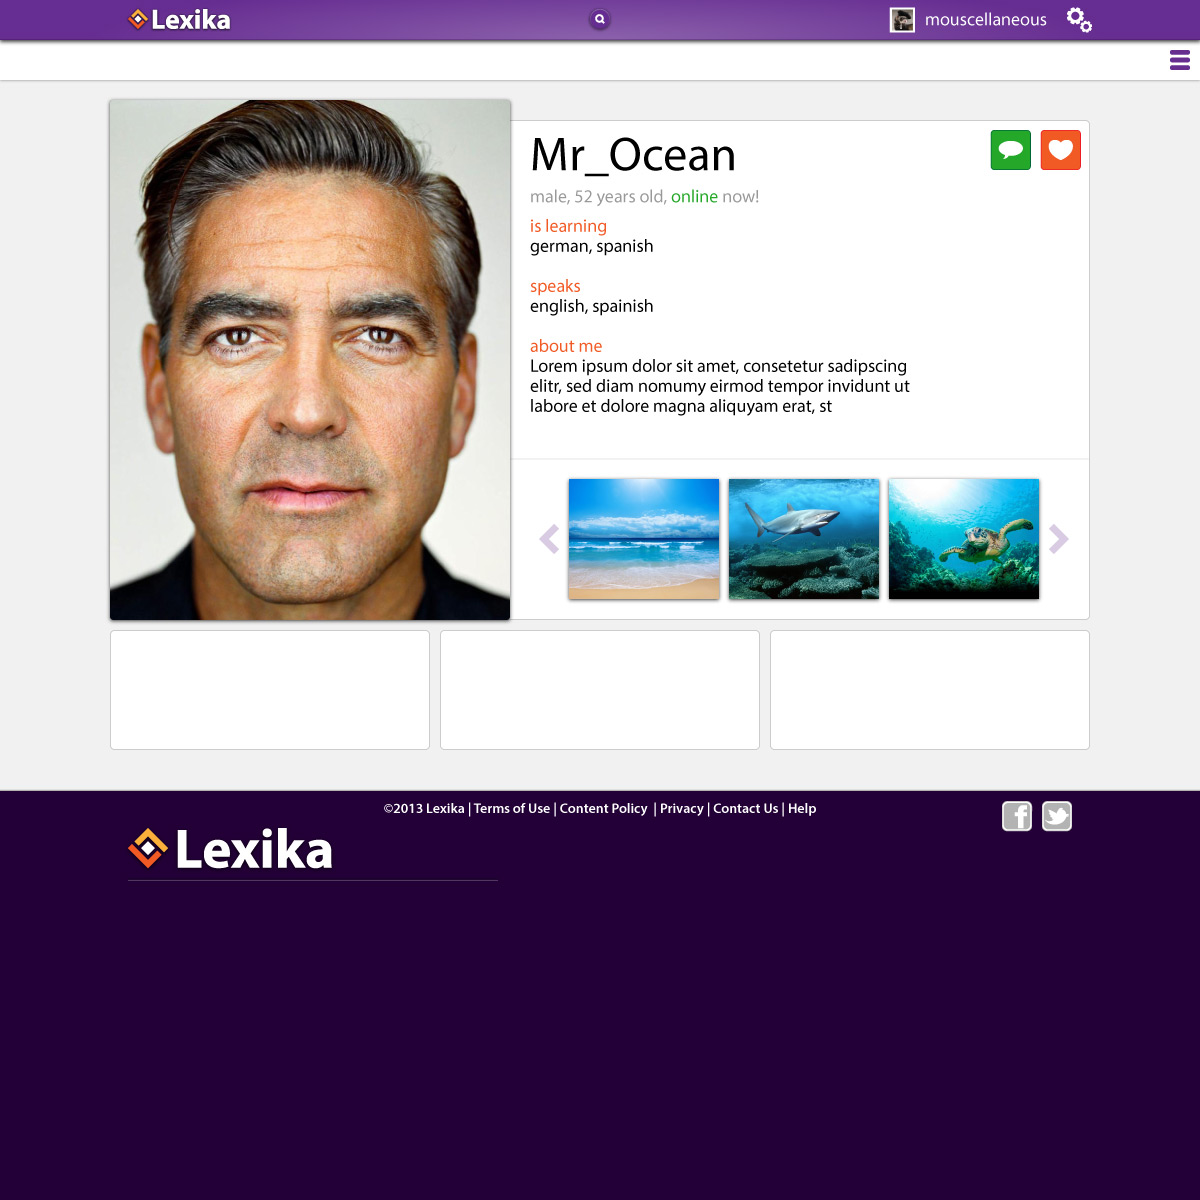 Lexika
mouscellaneous
Mr_Ocean
male, 52 years old, online now!
is learning
german, spanish
speaks
english, spainish
about me
Lorem ipsum dolor sit amet, consetetur sadipscing
elitr, sed diam nomumy eirmod tempor invidunt ut
labore et dolore magna aliquyam erat, st
©2013 Lexika | Terms of Use | Content Policy | Privacy | Contact Us | Help
Lexika